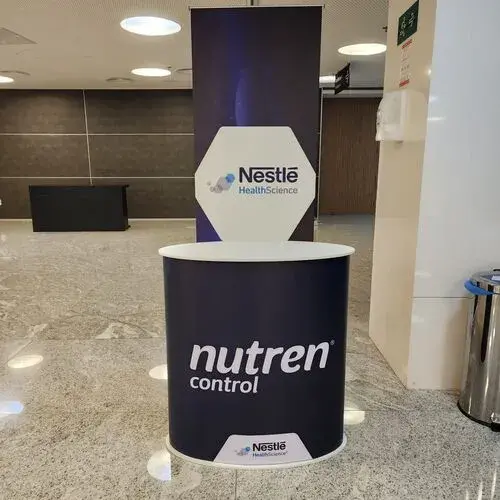 Nestlé
HealthScience
nutren®
control
Nestlé
HealthScience®